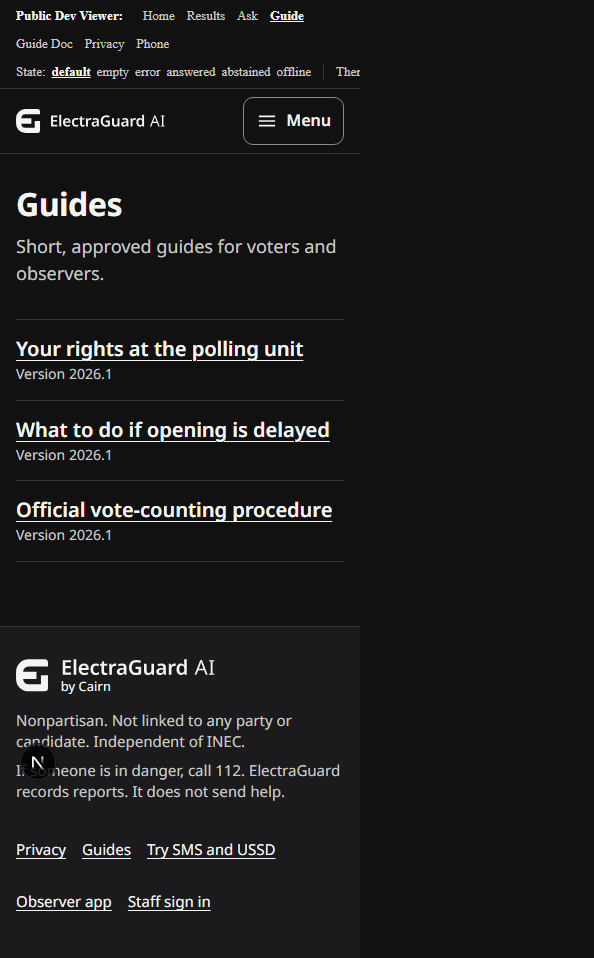 Public Dev Viewer: Home Results Ask Guide
Guide Doc Privacy Phone
State: default empty error answered abstained offline
ElectraGuard AI
Menu
Guides
Short, approved guides for voters and
observers.
Your rights at the polling unit
Version 2026.1
What to do if opening is delayed
Version 2026.1
Official vote-counting procedure
Version 2026.1
ElectraGuard AI
by Cairn
Nonpartisan. Not linked to any party or
candidate. Independent of INEC.
N
If someone is in danger, call 112. ElectraGuard
records reports. It does not send help.
Privacy Guides Try SMS and USSD
Observer app Staff sign in